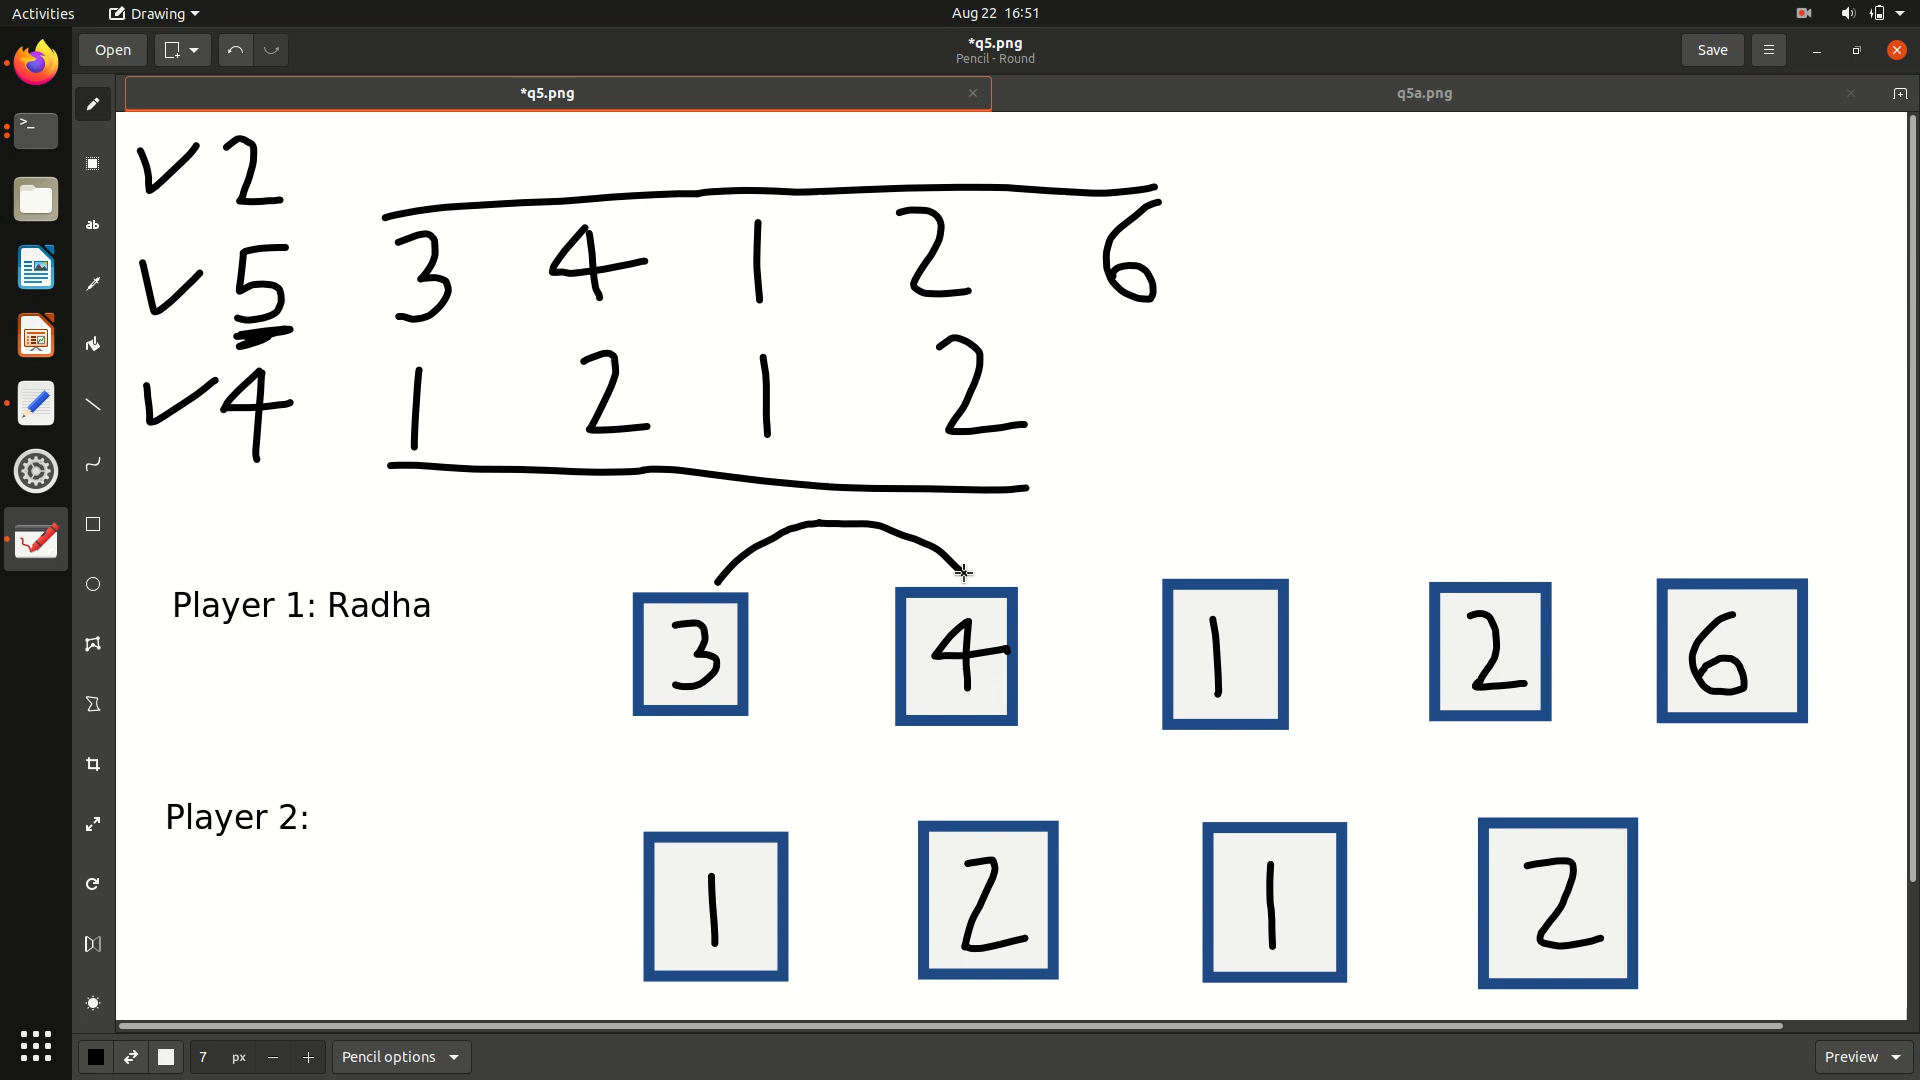 Activities
Drawing
Aug 22 16:51
Open
*q5.png
Pencil - Round
Save
*q5.png
q5a.png
2
5
4
3 4 1 2 6
1 2 1 2
Player 1: Radha
3 4 1 2 6
Player 2:
1 2 1 2
ab
7 px
Pencil options
Preview